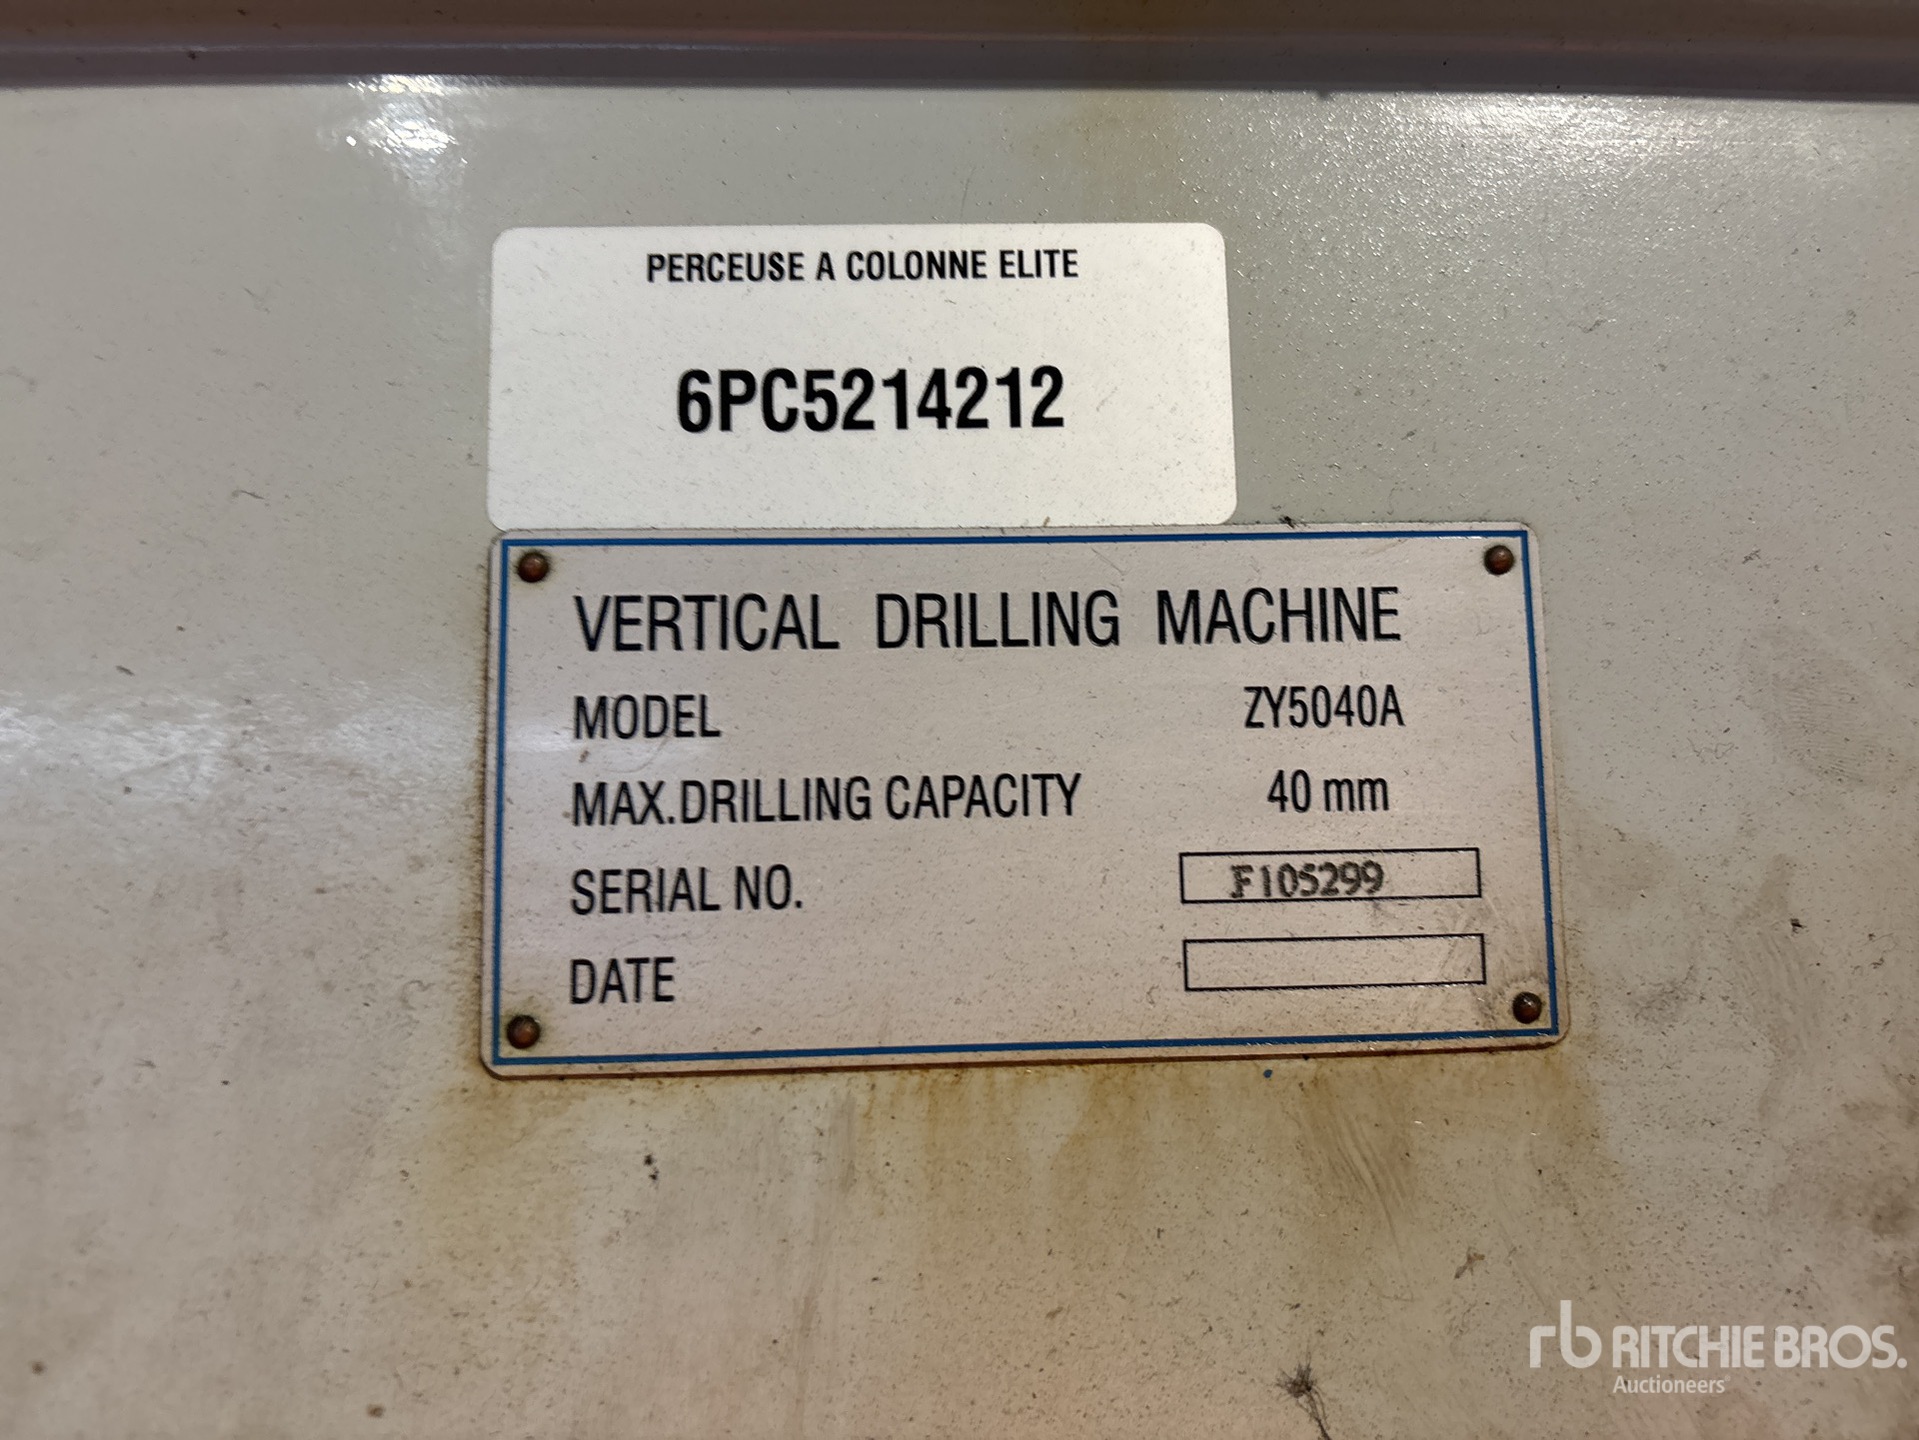 PERCEUSE A COLONNE ELITE
6PC5214212
VERTICAL DRILLING MACHINE
MODEL ZY5040A
MAX.DRILLING CAPACITY 40 mm
SERIAL NO. F105299
DATE
rb RITCHIE BROS.
Auctioneers